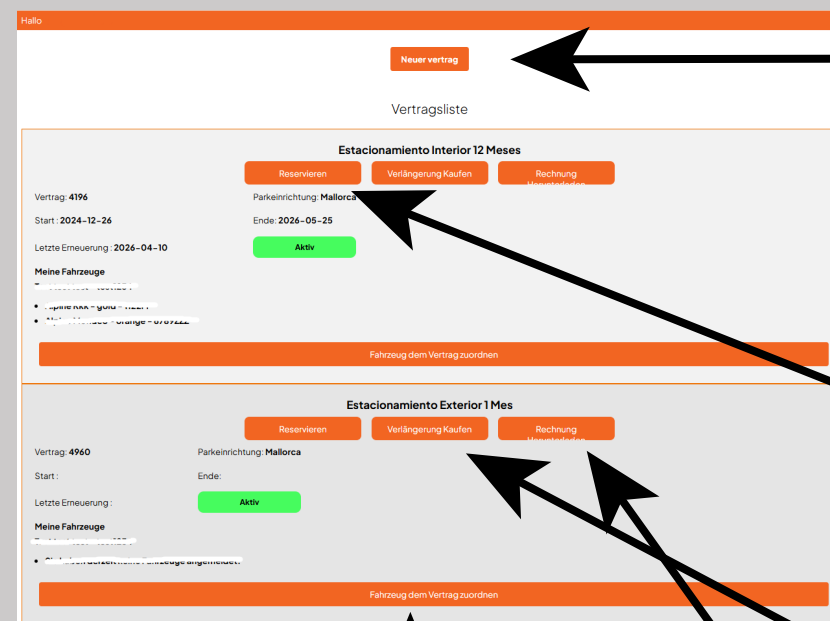 Hallo
Neuer vertrag
Vertragsliste
Estacionamiento Interior 12 Meses
Reservieren
Verlängerung Kaufen
Rechnung
Herunterladen
Vertrag: 4196
Parkeinrichtung: Mallorca
Start : 2024-12-26
Ende: 2026-05-25
Letzte Erneuerung : 2026-04-10
Aktiv
Meine Fahrzeuge
Fahrzeug dem Vertrag zuordnen
Estacionamiento Exterior 1 Mes
Reservieren
Verlängerung Kaufen
Rechnung
Herunterladen
Vertrag: 4960
Parkeinrichtung: Mallorca
Start :
Ende:
Letzte Erneuerung :
Aktiv
Meine Fahrzeuge
Fahrzeug dem Vertrag zuordnen